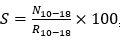 S = N₁₀₋₁₈ / R₁₀₋₁₈ × 100,